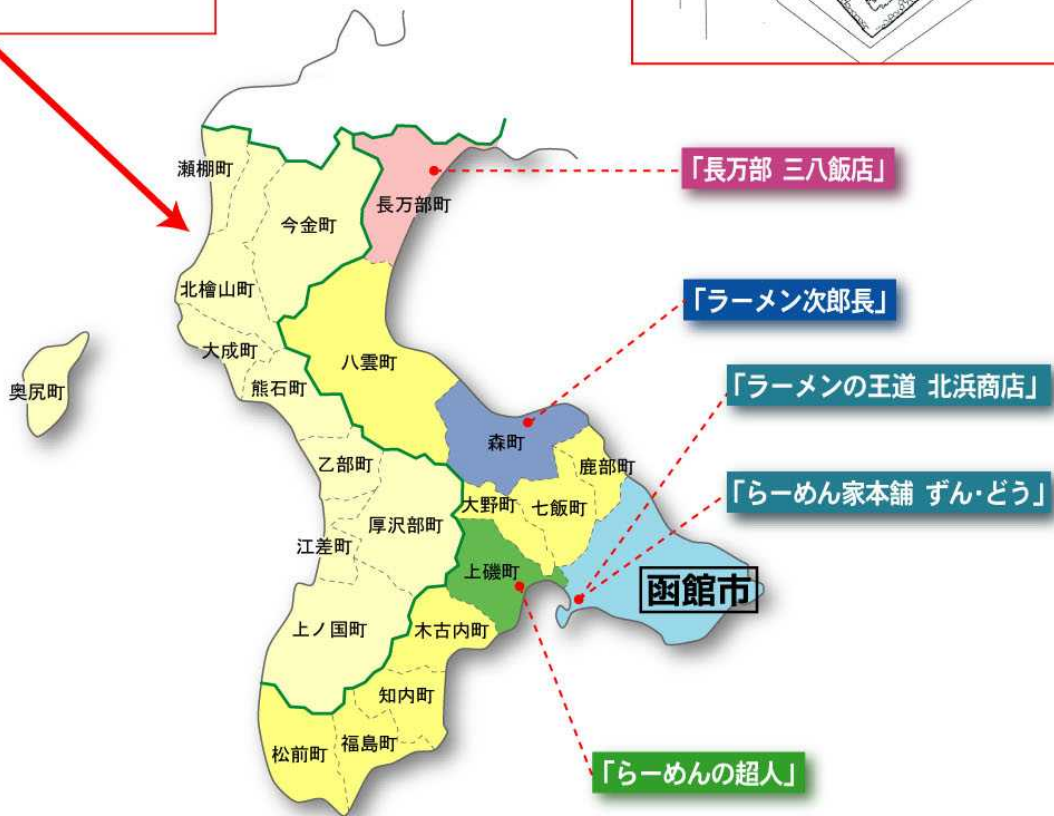 瀬棚町
「長万部 三八飯店」
長万部町
今金町
北檜山町
「ラーメン次郎長」
大成町
八雲町
奥尻町
熊石町
「ラーメンの王道 北浜商店」
森町
乙部町
鹿部町
大野町
七飯町
「らーめん家本舗 ずん・どう」
厚沢部町
江差町
上磯町
函館市
上ノ国町
木古内町
知内町
福島町
松前町
「らーめんの超人」